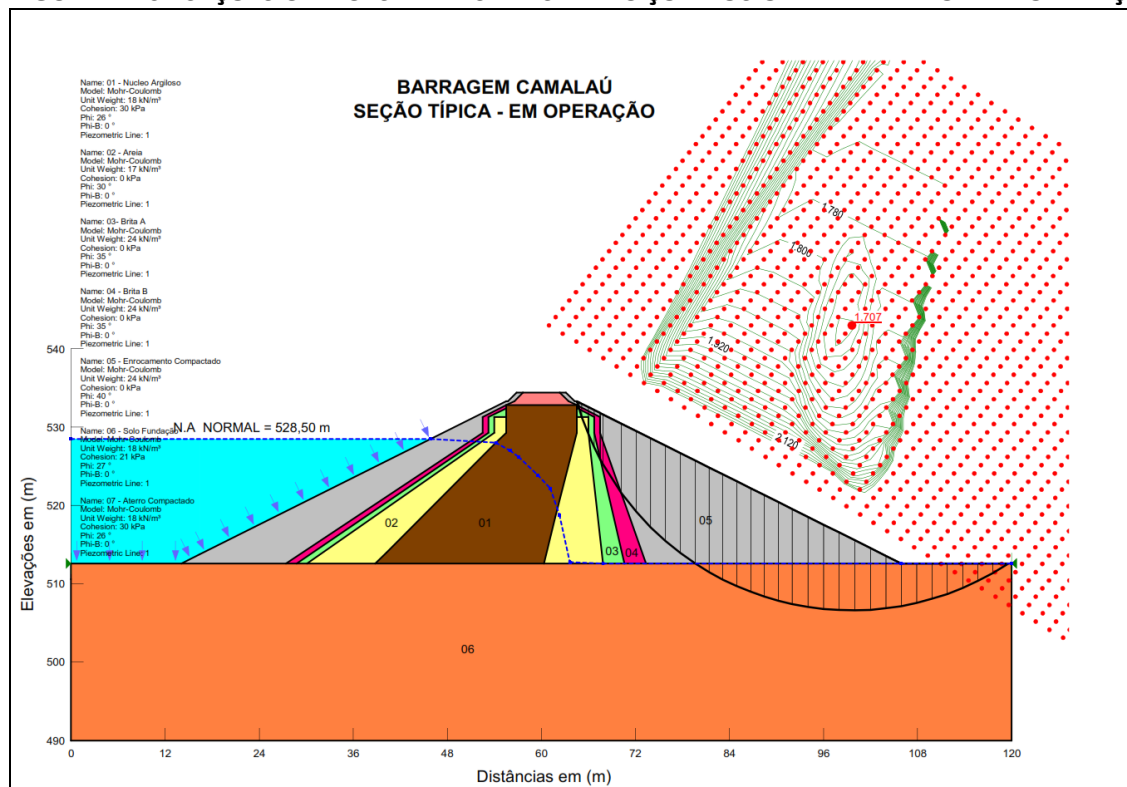 BARRAGEM CAMALAÚ
SEÇÃO TÍPICA - EM OPERAÇÃO
Name: 01 - Nucleo Argiloso
Model: Mohr-Coulomb
Unit Weight: 18 kN/m³
Cohesion: 30 kPa
Phi: 26 °
Phi-B: 0 °
Piezometric Line: 1
Name: 02 - Areia
Model: Mohr-Coulomb
Unit Weight: 17 kN/m³
Cohesion: 0 kPa
Phi: 30 °
Phi-B: 0 °
Piezometric Line: 1
Name: 03- Brita A
Model: Mohr-Coulomb
Unit Weight: 24 kN/m³
Cohesion: 0 kPa
Phi: 35 °
Phi-B: 0 °
Piezometric Line: 1
Name: 04 - Brita B
Model: Mohr-Coulomb
Unit Weight: 24 kN/m³
Cohesion: 0 kPa
Phi: 35 °
Phi-B: 0 °
Piezometric Line: 1
Name: 05 - Enrocamento Compactado
Model: Mohr-Coulomb
Unit Weight: 24 kN/m³
Cohesion: 0 kPa
Phi: 40 °
Phi-B: 0 °
Piezometric Line: 1
Name: 06 - Solo Fundação
Model: Mohr-Coulomb
Unit Weight: 18 kN/m³
Cohesion: 21 kPa
Phi: 27 °
Phi-B: 0 °
Piezometric Line: 1
Name: 07 - Aterro Compactado
Model: Mohr-Coulomb
Unit Weight: 18 kN/m³
Cohesion: 30 kPa
Phi: 26 °
Phi-B: 0 °
Piezometric Line: 1
N.A NORMAL = 528,50 m
1.780
1.800
1.707
1.920
2.120
02
01
03
04
05
06
Elevações em (m)
540
530
520
510
500
490
0 12 24 36 48 60 72 84 96 108 120
Distâncias em (m)